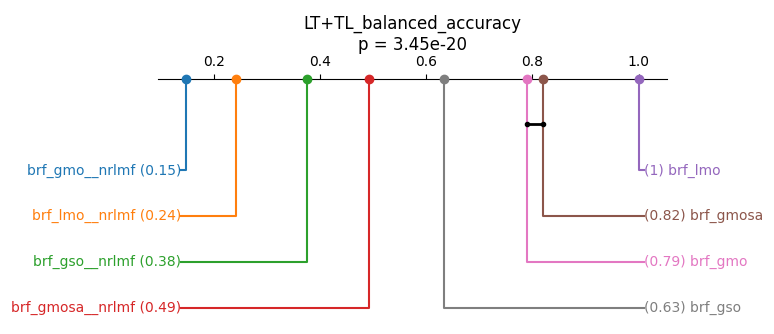 LT+TL_balanced_accuracy
p = 3.45e-20
0.2 0.4 0.6 0.8 1.0
brf_gmo__nrlmf (0.15) (1) brf_lmo
brf_lmo__nrlmf (0.24) (0.82) brf_gmosa
brf_gso__nrlmf (0.38) (0.79) brf_gmo
brf_gmosa__nrlmf (0.49) (0.63) brf_gso